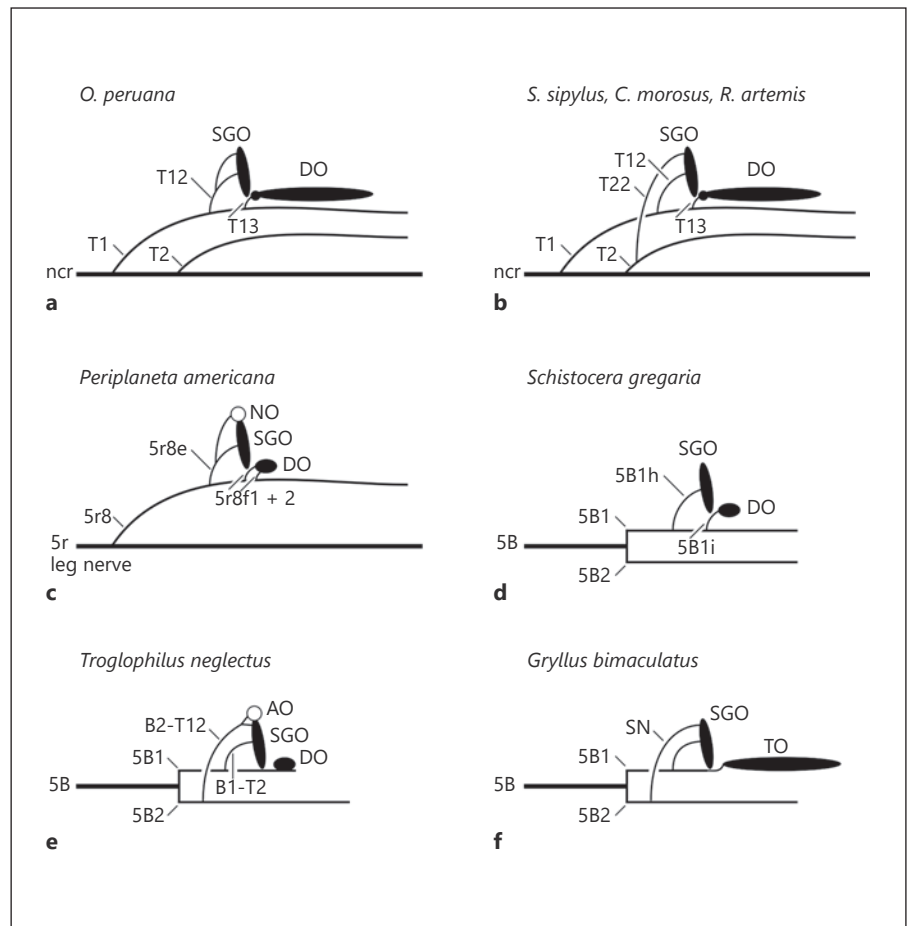 O. peruana
SGO
DO
T12
T13
T1
T2
ncr
a
S. sipylus, C. morosus, R. artemis
SGO
T12
DO
T22
T13
T1
T2
ncr
b
Periplaneta americana
NO
SGO
5r8e
DO
5r8f1 + 2
5r8
5r
leg nerve
c
Schistocera gregaria
SGO
5B1h
DO
5B1
5B1i
5B
5B2
d
Troglophilus neglectus
AO
B2-T12
SGO
5B1
DO
B1-T2
5B
5B2
e
Gryllus bimaculatus
SN
SGO
TO
5B1
5B
5B2
f